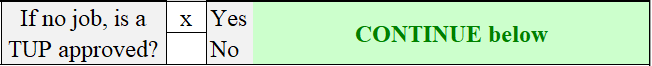 If no job, is a x Yes
TUP approved? No
CONTINUE below